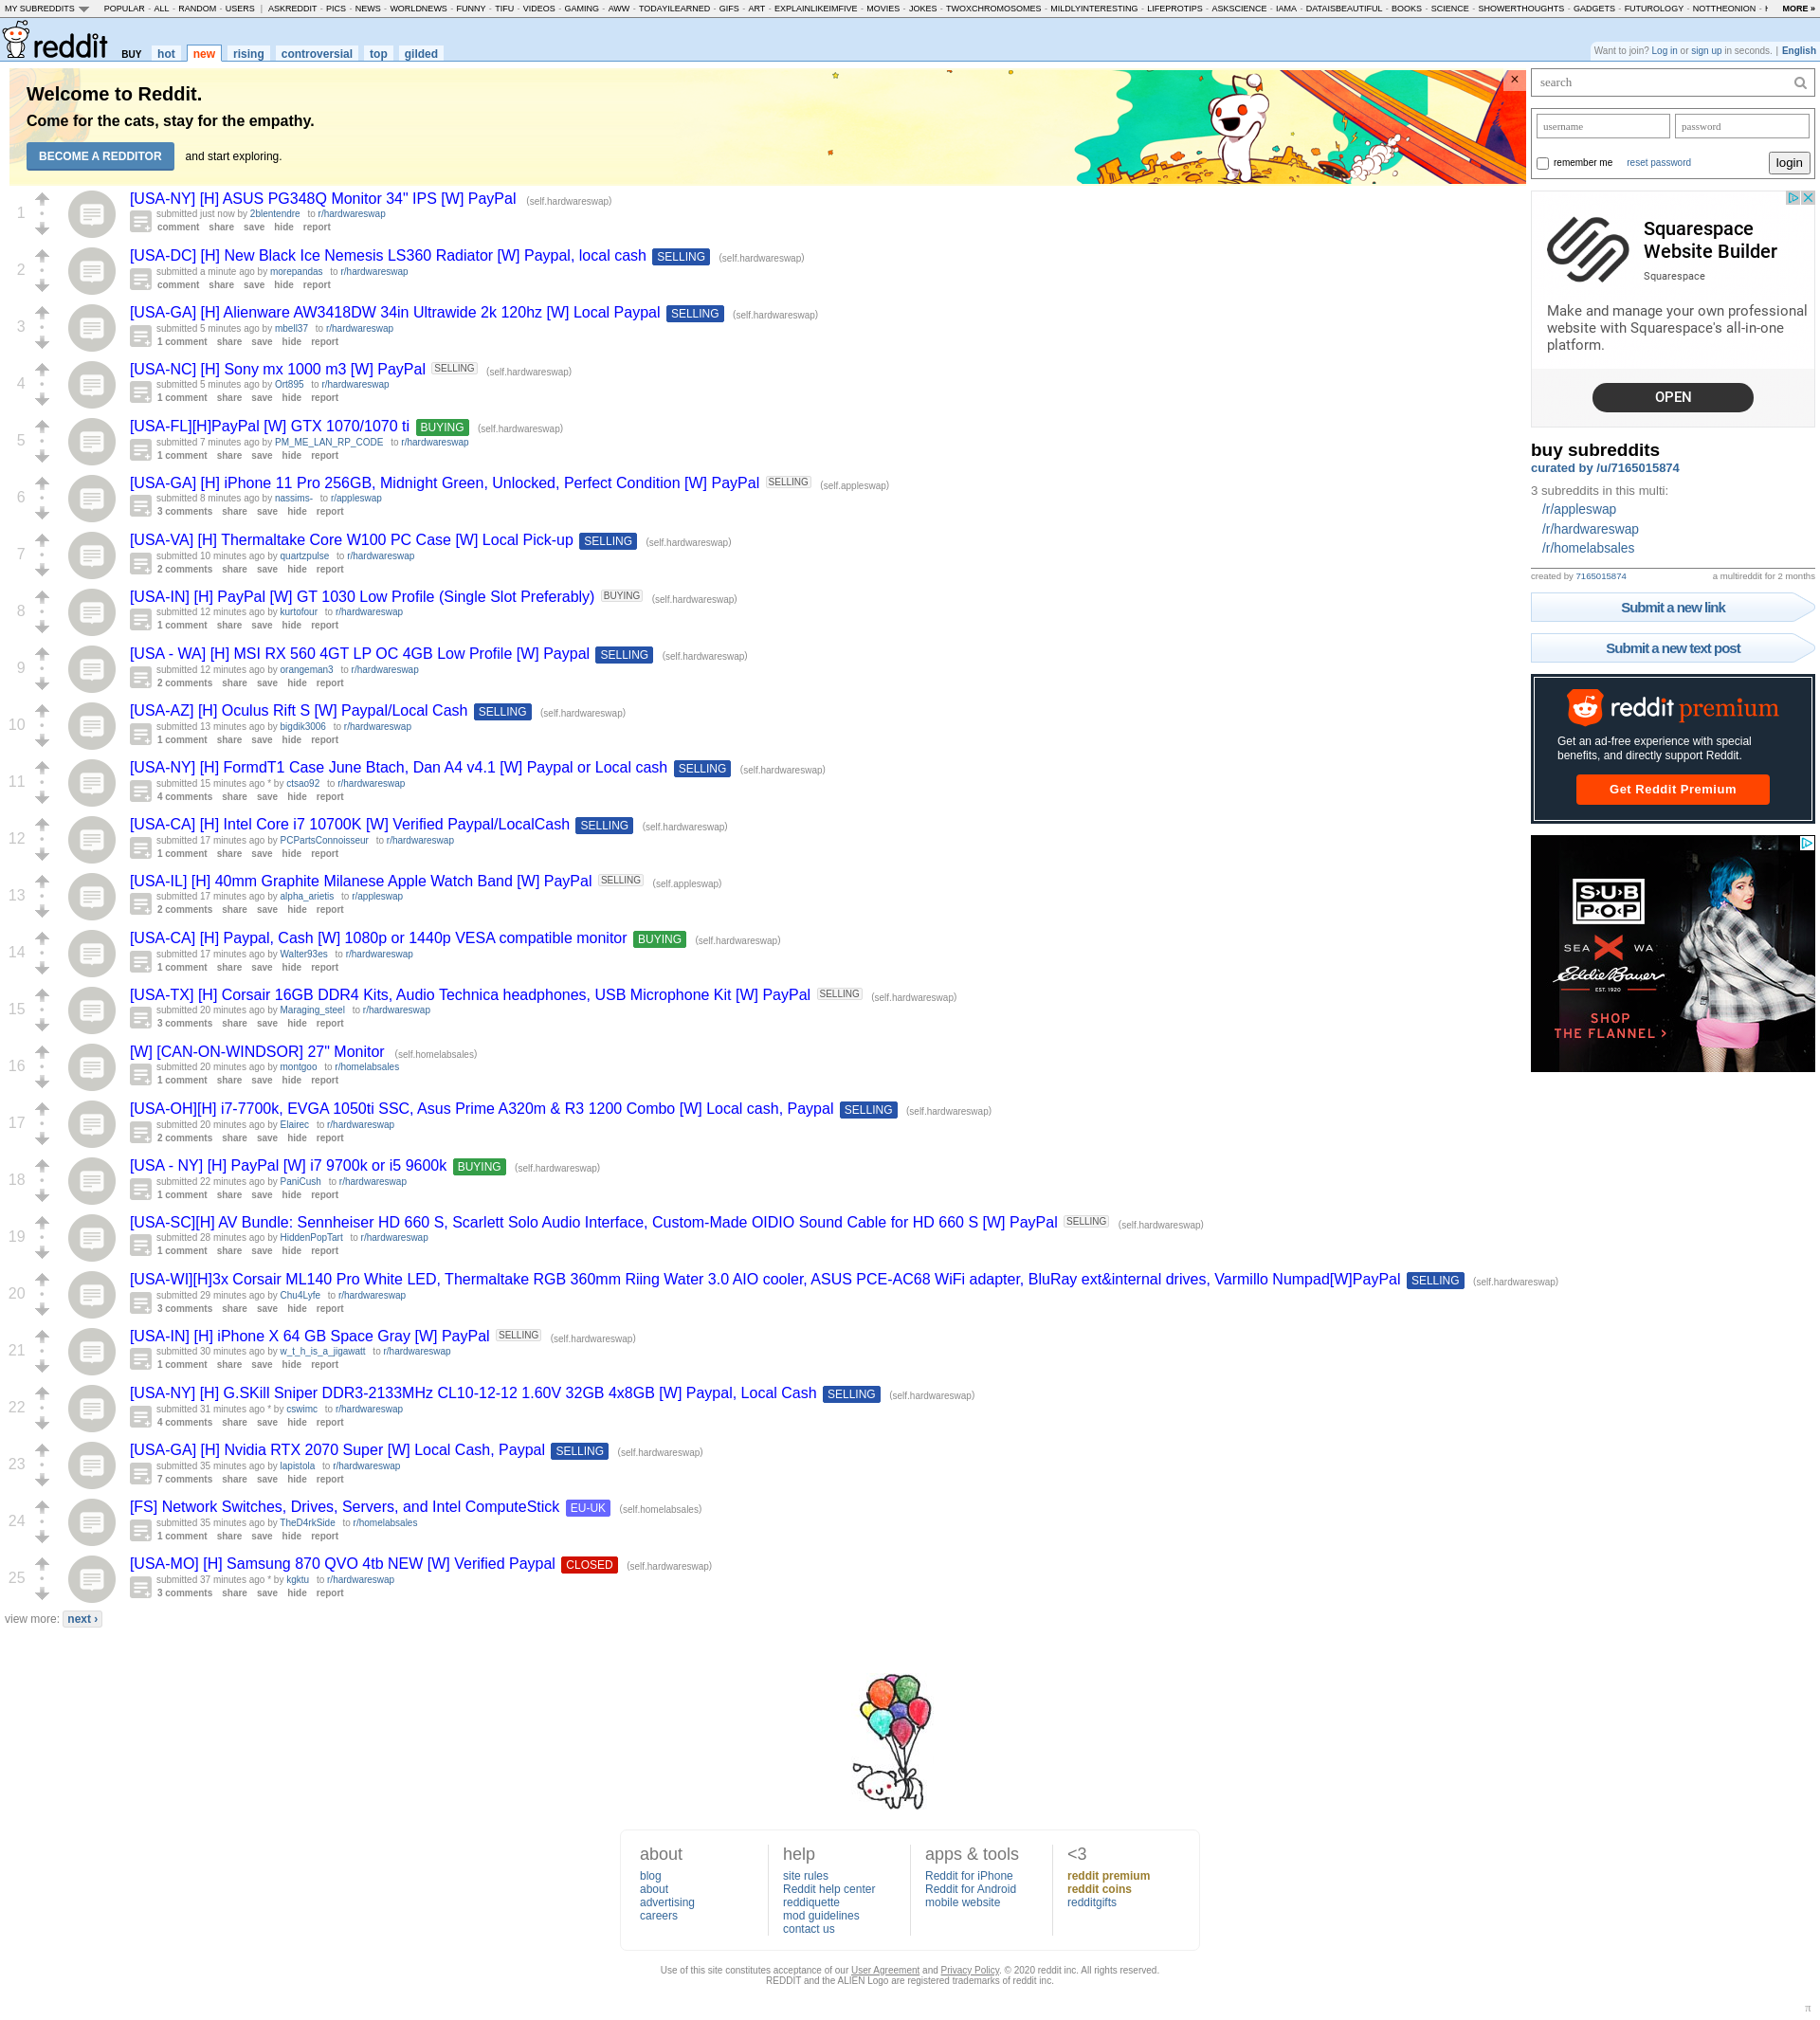 MY SUBREDDITS POPULAR - ALL - RANDOM - USERS | ASKREDDIT - PICS - NEWS - WORLDNEWS - FUNNY - TIFU - VIDEOS - GAMING - AWW - TODAYILEARNED - GIFS - ART - EXPLAINLIKEIMFIVE - MOVIES - JOKES - TWOXCHROMOSOMES - MILDLYINTERESTING - LIFEPROTIPS - ASKSCIENCE - IAMA - DATAISBEAUTIFUL - BOOKS - SCIENCE - SHOWERTHOUGHTS - GADGETS - FUTUROLOGY - NOTTHEONION - MORE »
reddit BUY hot new rising controversial top gilded
Want to join? Log in or sign up in seconds. | English
Welcome to Reddit.
Come for the cats, stay for the empathy.
BECOME A REDDITOR and start exploring.
×
1
[USA-NY] [H] ASUS PG348Q Monitor 34" IPS [W] PayPal (self.hardwareswap)
submitted just now by 2blentendre to r/hardwareswap
comment share save hide report
2
[USA-DC] [H] New Black Ice Nemesis LS360 Radiator [W] Paypal, local cash SELLING (self.hardwareswap)
submitted a minute ago by morepandas to r/hardwareswap
comment share save hide report
3
[USA-GA] [H] Alienware AW3418DW 34in Ultrawide 2k 120hz [W] Local Paypal SELLING (self.hardwareswap)
submitted 5 minutes ago by mbell37 to r/hardwareswap
1 comment share save hide report
4
[USA-NC] [H] Sony mx 1000 m3 [W] PayPal SELLING (self.hardwareswap)
submitted 5 minutes ago by Ort895 to r/hardwareswap
1 comment share save hide report
5
[USA-FL][H]PayPal [W] GTX 1070/1070 ti BUYING (self.hardwareswap)
submitted 7 minutes ago by PM_ME_LAN_RP_CODE to r/hardwareswap
1 comment share save hide report
6
[USA-GA] [H] iPhone 11 Pro 256GB, Midnight Green, Unlocked, Perfect Condition [W] PayPal SELLING (self.appleswap)
submitted 8 minutes ago by nassims- to r/appleswap
3 comments share save hide report
7
[USA-VA] [H] Thermaltake Core W100 PC Case [W] Local Pick-up SELLING (self.hardwareswap)
submitted 10 minutes ago by quartzpulse to r/hardwareswap
2 comments share save hide report
8
[USA-IN] [H] PayPal [W] GT 1030 Low Profile (Single Slot Preferably) BUYING (self.hardwareswap)
submitted 12 minutes ago by kurtofour to r/hardwareswap
1 comment share save hide report
9
[USA - WA] [H] MSI RX 560 4GT LP OC 4GB Low Profile [W] Paypal SELLING (self.hardwareswap)
submitted 12 minutes ago by orangeman3 to r/hardwareswap
2 comments share save hide report
10
[USA-AZ] [H] Oculus Rift S [W] Paypal/Local Cash SELLING (self.hardwareswap)
submitted 13 minutes ago by bigdik3006 to r/hardwareswap
1 comment share save hide report
11
[USA-NY] [H] FormdT1 Case June Btach, Dan A4 v4.1 [W] Paypal or Local cash SELLING (self.hardwareswap)
submitted 15 minutes ago * by ctsao92 to r/hardwareswap
4 comments share save hide report
12
[USA-CA] [H] Intel Core i7 10700K [W] Verified Paypal/LocalCash SELLING (self.hardwareswap)
submitted 17 minutes ago by PCPartsConnoisseur to r/hardwareswap
1 comment share save hide report
13
[USA-IL] [H] 40mm Graphite Milanese Apple Watch Band [W] PayPal SELLING (self.appleswap)
submitted 17 minutes ago by alpha_arietis to r/appleswap
2 comments share save hide report
14
[USA-CA] [H] Paypal, Cash [W] 1080p or 1440p VESA compatible monitor BUYING (self.hardwareswap)
submitted 17 minutes ago by Walter93es to r/hardwareswap
1 comment share save hide report
15
[USA-TX] [H] Corsair 16GB DDR4 Kits, Audio Technica headphones, USB Microphone Kit [W] PayPal SELLING (self.hardwareswap)
submitted 20 minutes ago by Maraging_steel to r/hardwareswap
3 comments share save hide report
16
[W] [CAN-ON-WINDSOR] 27" Monitor (self.homelabsales)
submitted 20 minutes ago by montgoo to r/homelabsales
1 comment share save hide report
17
[USA-OH][H] i7-7700k, EVGA 1050ti SSC, Asus Prime A320m & R3 1200 Combo [W] Local cash, Paypal SELLING (self.hardwareswap)
submitted 20 minutes ago by Elairec to r/hardwareswap
2 comments share save hide report
18
[USA - NY] [H] PayPal [W] i7 9700k or i5 9600k BUYING (self.hardwareswap)
submitted 22 minutes ago by PaniCush to r/hardwareswap
1 comment share save hide report
19
[USA-SC][H] AV Bundle: Sennheiser HD 660 S, Scarlett Solo Audio Interface, Custom-Made OIDIO Sound Cable for HD 660 S [W] PayPal SELLING (self.hardwareswap)
submitted 28 minutes ago by HiddenPopTart to r/hardwareswap
1 comment share save hide report
20
[USA-WI][H]3x Corsair ML140 Pro White LED, Thermaltake RGB 360mm Riing Water 3.0 AIO cooler, ASUS PCE-AC68 WiFi adapter, BluRay ext&internal drives, Varmillo Numpad[W]PayPal SELLING (self.hardwareswap)
submitted 29 minutes ago by Chu4Lyfe to r/hardwareswap
3 comments share save hide report
21
[USA-IN] [H] iPhone X 64 GB Space Gray [W] PayPal SELLING (self.hardwareswap)
submitted 30 minutes ago by w_t_h_is_a_jigawatt to r/hardwareswap
1 comment share save hide report
22
[USA-NY] [H] G.SKill Sniper DDR3-2133MHz CL10-12-12 1.60V 32GB 4x8GB [W] Paypal, Local Cash SELLING (self.hardwareswap)
submitted 31 minutes ago * by cswimc to r/hardwareswap
4 comments share save hide report
23
[USA-GA] [H] Nvidia RTX 2070 Super [W] Local Cash, Paypal SELLING (self.hardwareswap)
submitted 35 minutes ago by lapistola to r/hardwareswap
7 comments share save hide report
24
[FS] Network Switches, Drives, Servers, and Intel ComputeStick EU-UK (self.homelabsales)
submitted 35 minutes ago by TheD4rkSide to r/homelabsales
1 comment share save hide report
25
[USA-MO] [H] Samsung 870 QVO 4tb NEW [W] Verified Paypal CLOSED (self.hardwareswap)
submitted 37 minutes ago * by kgktu to r/hardwareswap
3 comments share save hide report
view more: next ›
search
username password
remember me reset password login
Squarespace
Website Builder
Squarespace
Make and manage your own professional
website with Squarespace's all-in-one
platform.
OPEN
buy subreddits
curated by /u/7165015874
3 subreddits in this multi:
/r/appleswap
/r/hardwareswap
/r/homelabsales
created by 7165015874 a multireddit for 2 months
Submit a new link
Submit a new text post
reddit premium
Get an ad-free experience with special
benefits, and directly support Reddit.
Get Reddit Premium
SUB
POP
SEA X WA
Eddie Bauer
EST. 1920
SHOP
THE FLANNEL >
about
blog
about
advertising
careers
help
site rules
Reddit help center
reddiquette
mod guidelines
contact us
apps & tools
Reddit for iPhone
Reddit for Android
mobile website
<3
reddit premium
reddit coins
redditgifts
Use of this site constitutes acceptance of our User Agreement and Privacy Policy. © 2020 reddit inc. All rights reserved.
REDDIT and the ALIEN Logo are registered trademarks of reddit inc.
π